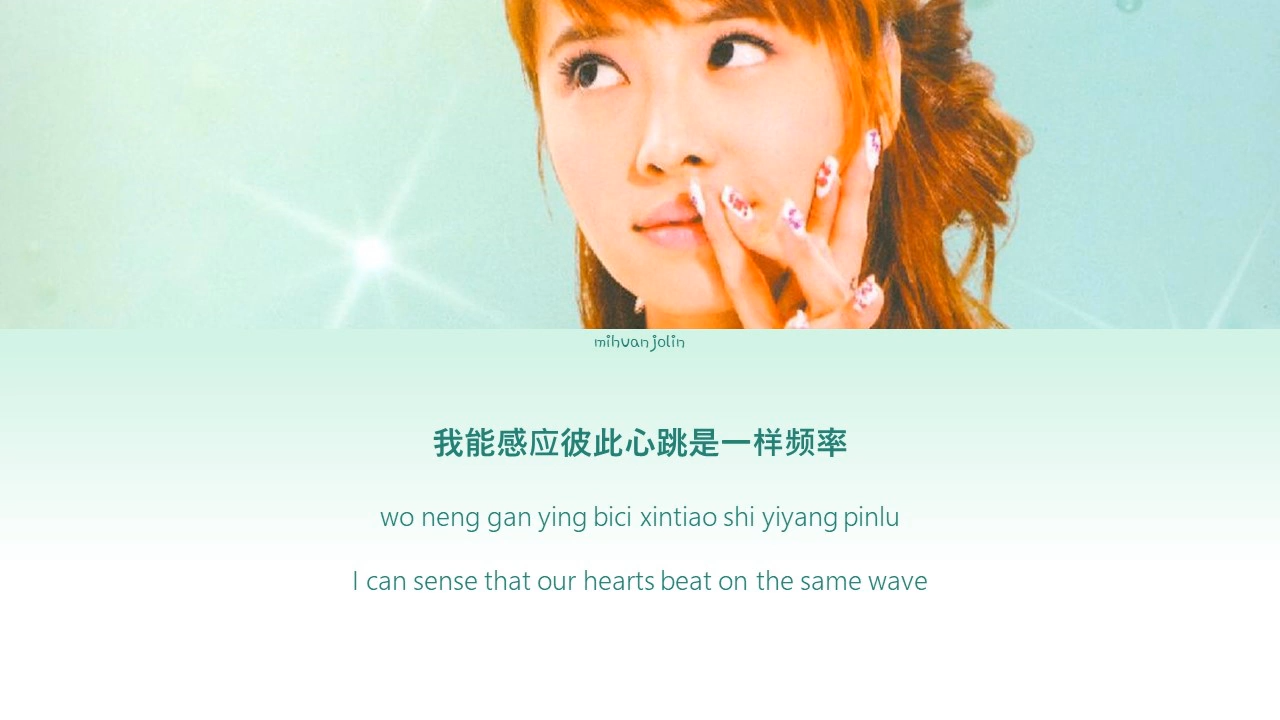 mihvanjolin
我能感应彼此心跳是一样频率
wo neng gan ying bici xintiao shi yiyang pinlu
I can sense that our hearts beat on the same wave